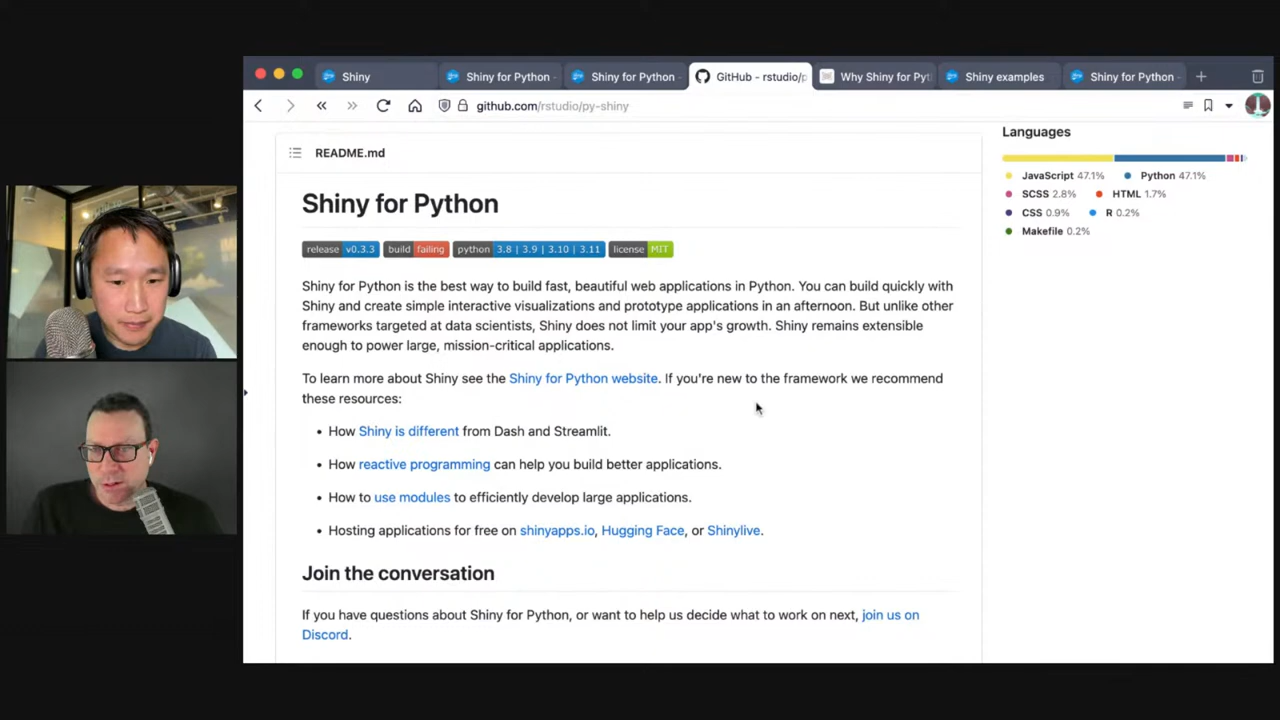 Shiny
Shiny for Python -
Shiny for Python -
GitHub - rstudio/p
Why Shiny for Pyt
Shiny examples
Shiny for Python -
github.com/rstudio/py-shiny
README.md
Shiny for Python
release v0.3.3 build failing python 3.8 | 3.9 | 3.10 | 3.11 license MIT
Shiny for Python is the best way to build fast, beautiful web applications in Python. You can build quickly with
Shiny and create simple interactive visualizations and prototype applications in an afternoon. But unlike other
frameworks targeted at data scientists, Shiny does not limit your app's growth. Shiny remains extensible
enough to power large, mission-critical applications.
To learn more about Shiny see the Shiny for Python website. If you're new to the framework we recommend
these resources:
• How Shiny is different from Dash and Streamlit.
• How reactive programming can help you build better applications.
• How to use modules to efficiently develop large applications.
• Hosting applications for free on shinyapps.io, Hugging Face, or Shinylive.
Join the conversation
If you have questions about Shiny for Python, or want to help us decide what to work on next, join us on
Discord.
Languages
JavaScript 47.1% Python 47.1%
SCSS 2.8% HTML 1.7%
CSS 0.9% R 0.2%
Makefile 0.2%